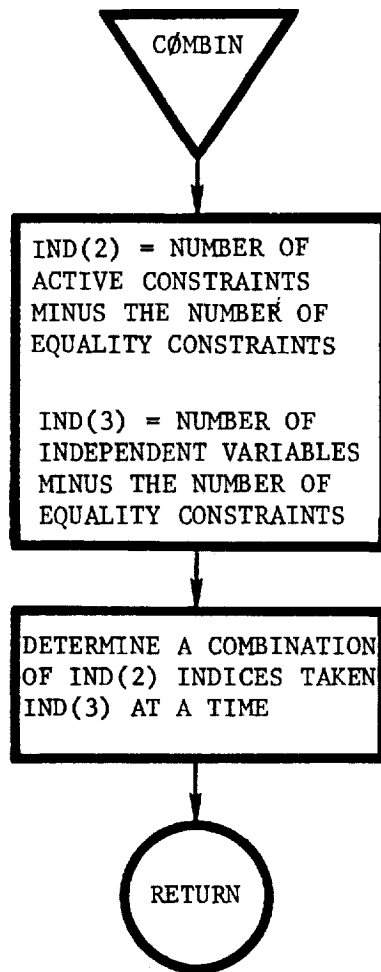 CØMBIN
IND(2) = NUMBER OF
ACTIVE CONSTRAINTS
MINUS THE NUMBER OF
EQUALITY CONSTRAINTS
IND(3) = NUMBER OF
INDEPENDENT VARIABLES
MINUS THE NUMBER OF
EQUALITY CONSTRAINTS
DETERMINE A COMBINATION
OF IND(2) INDICES TAKEN
IND(3) AT A TIME
RETURN